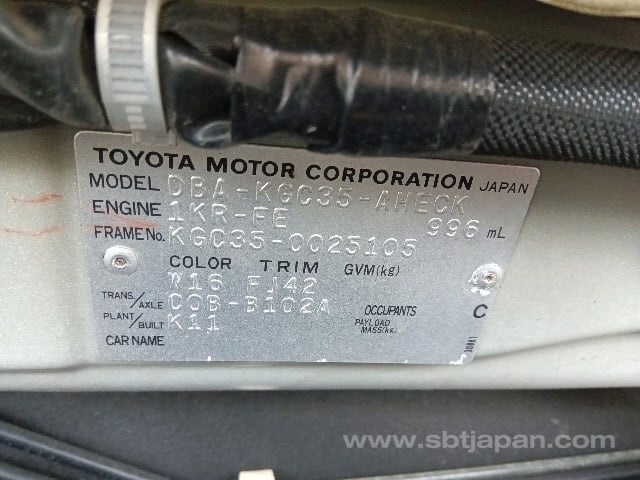 TOYOTA MOTOR CORPORATION JAPAN
MODEL DBA-KGC35-AHECK
ENGINE 1KR-FE 996 mL
FRAME No. KGC35-0025105
COLOR TRIM GVM(kg)
W16 FJ42
TRANS/AXLE C0B-B102A OCCUPANTS C
PLANT/BUILT K11 PAYLOAD MASS(kg)
CAR NAME
www.sbtjapan.com